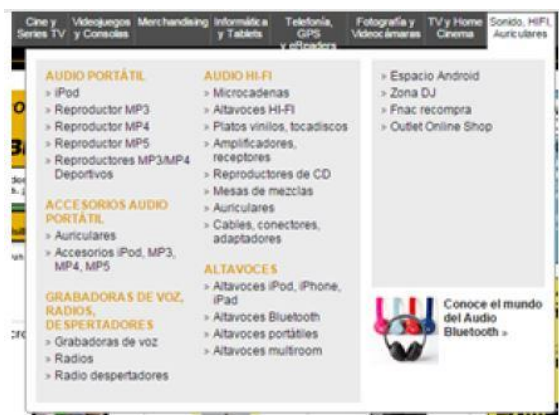 Cine y Series TV
Videojuegos y Consolas
Merchandising
Informática y Tablets
Telefonía, GPS y eReaders
Fotografía y Videocámaras
TV y Home Cinema
Sonido, HIFI, Auriculares
AUDIO PORTÁTIL
» iPod
» Reproductor MP3
» Reproductor MP4
» Reproductor MP5
» Reproductores MP3/MP4
Deportivos
ACCESORIOS AUDIO
PORTÁTIL
» Auriculares
» Accesorios iPod, MP3,
MP4, MP5
GRABADORAS DE VOZ,
RADIOS,
DESPERTADORES
» Grabadoras de voz
» Radios
» Radio despertadores
AUDIO HI-FI
» Microcadenas
» Altavoces HI-FI
» Platos vinilos, tocadiscos
» Amplificadores,
receptores
» Reproductores de CD
» Mesas de mezclas
» Auriculares
» Cables, conectores,
adaptadores
ALTAVOCES
» Altavoces iPod, iPhone,
iPad
» Altavoces Bluetooth
» Altavoces portátiles
» Altavoces multiroom
» Espacio Android
» Zona DJ
» Fnac recompra
» Outlet Online Shop
Conoce el mundo
del Audio
Bluetooth »